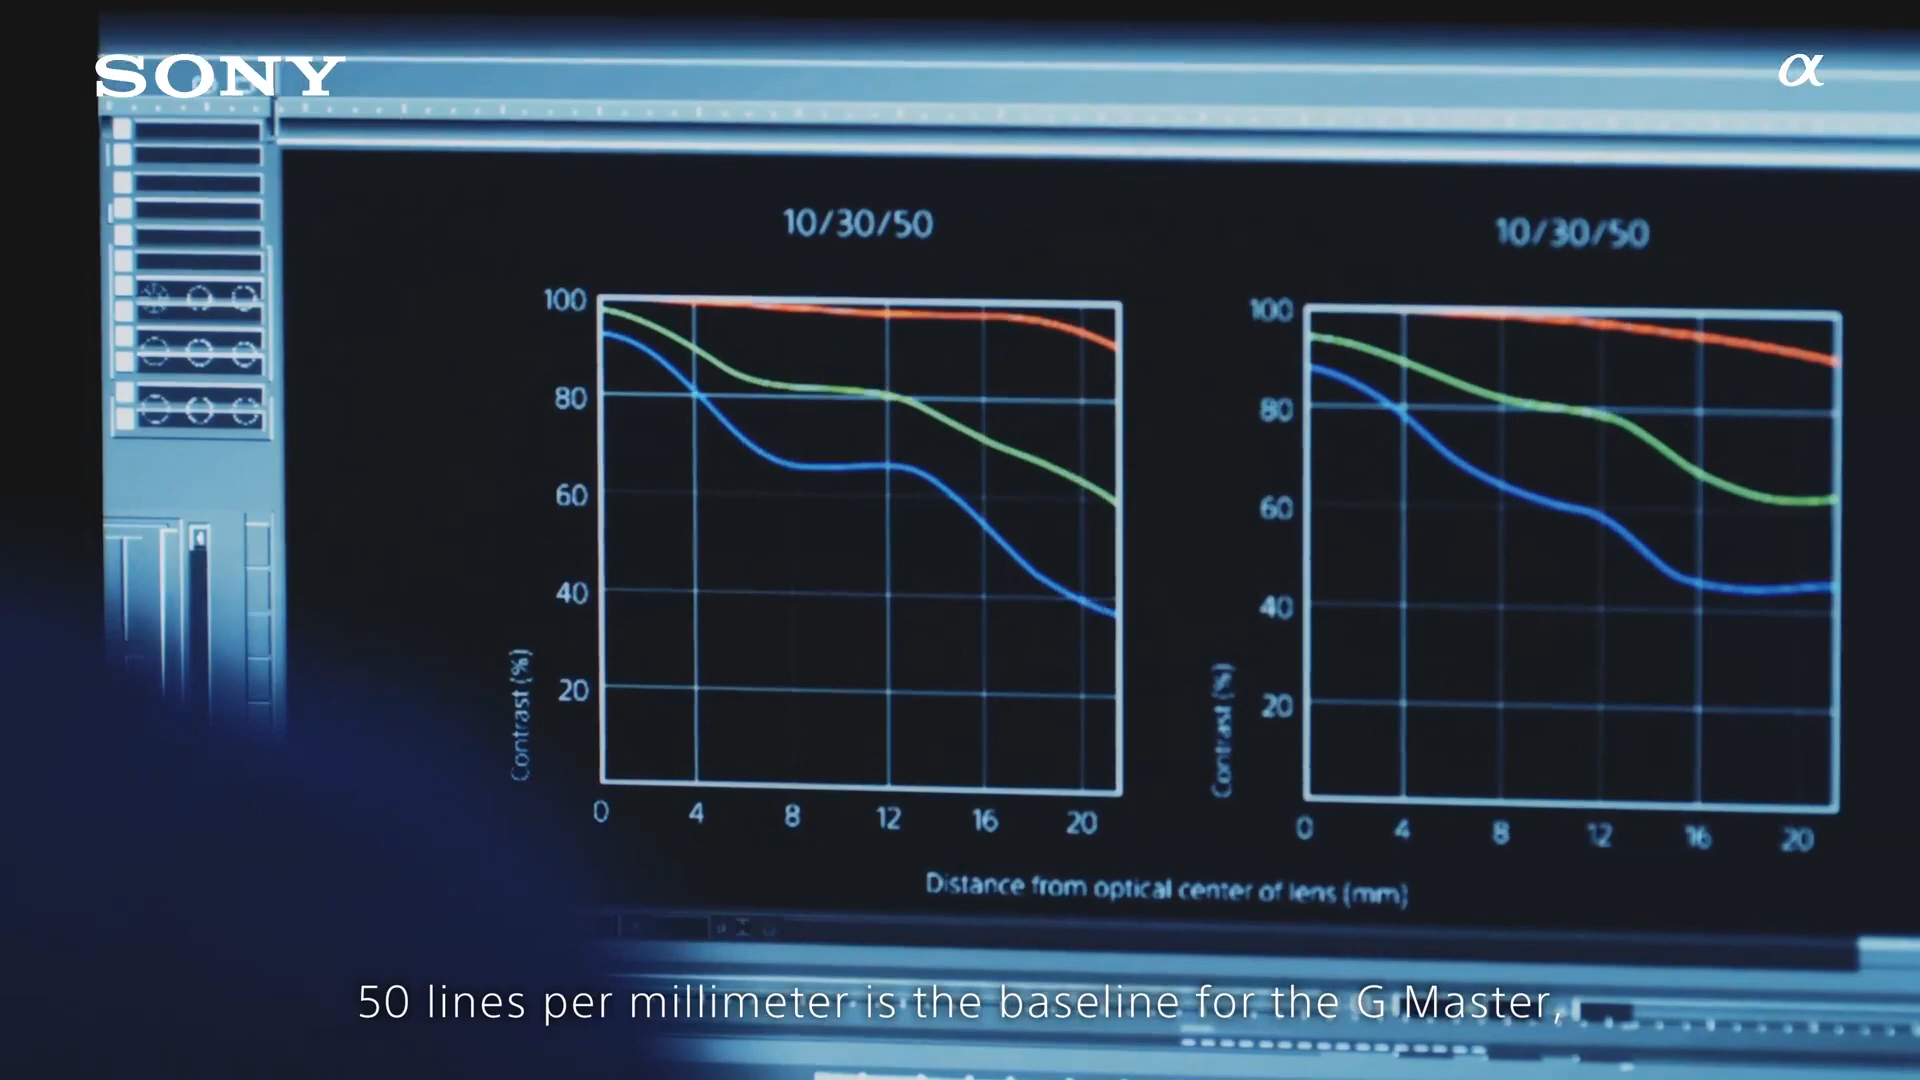 SONY
α
10/30/50
10/30/50
100
80
60
40
20
Contrast (%)
0 4 8 12 16 20
100
80
60
40
20
Contrast (%)
0 4 8 12 16 20
Distance from optical center of lens (mm)
50 lines per millimeter is the baseline for the G Master,